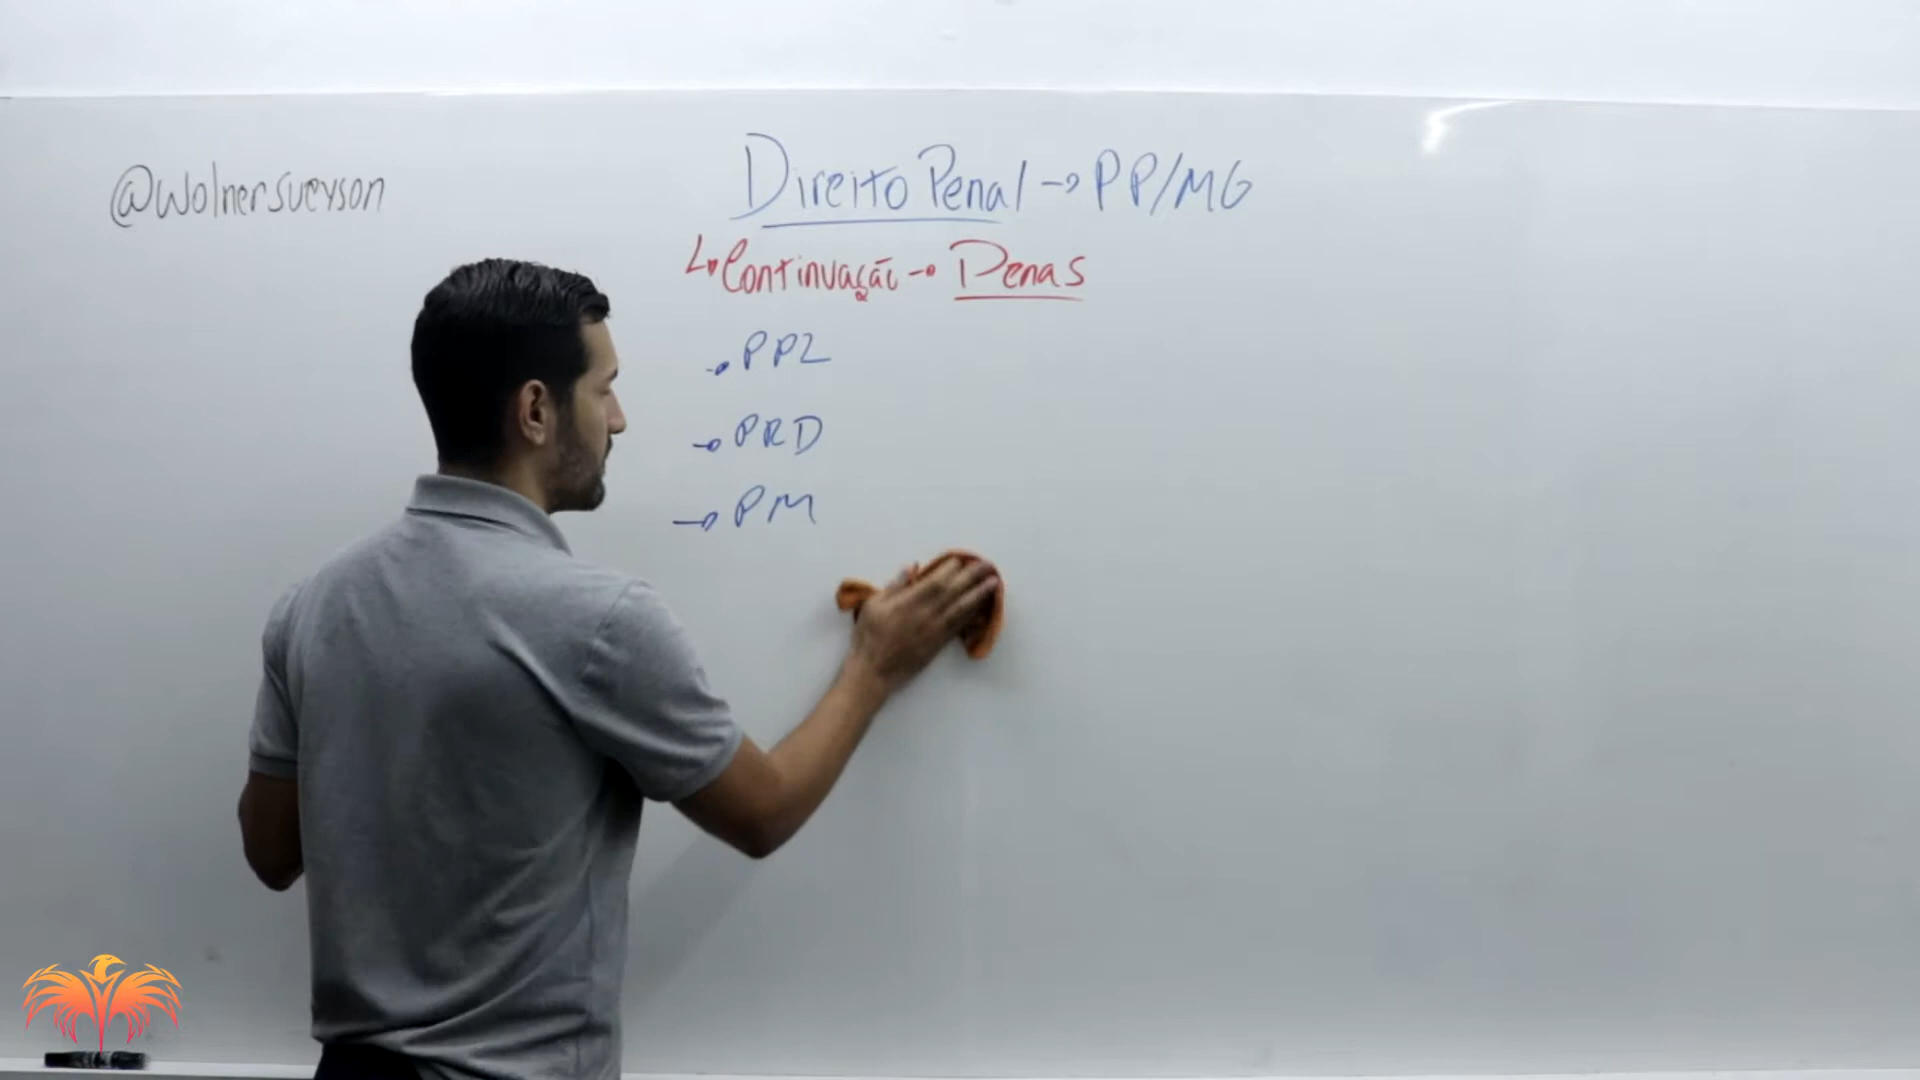 @wolnersueyson
Direito Penal → PP/MG
↳ Continuação → Penas
→ PPL
→ PRD
→ PM